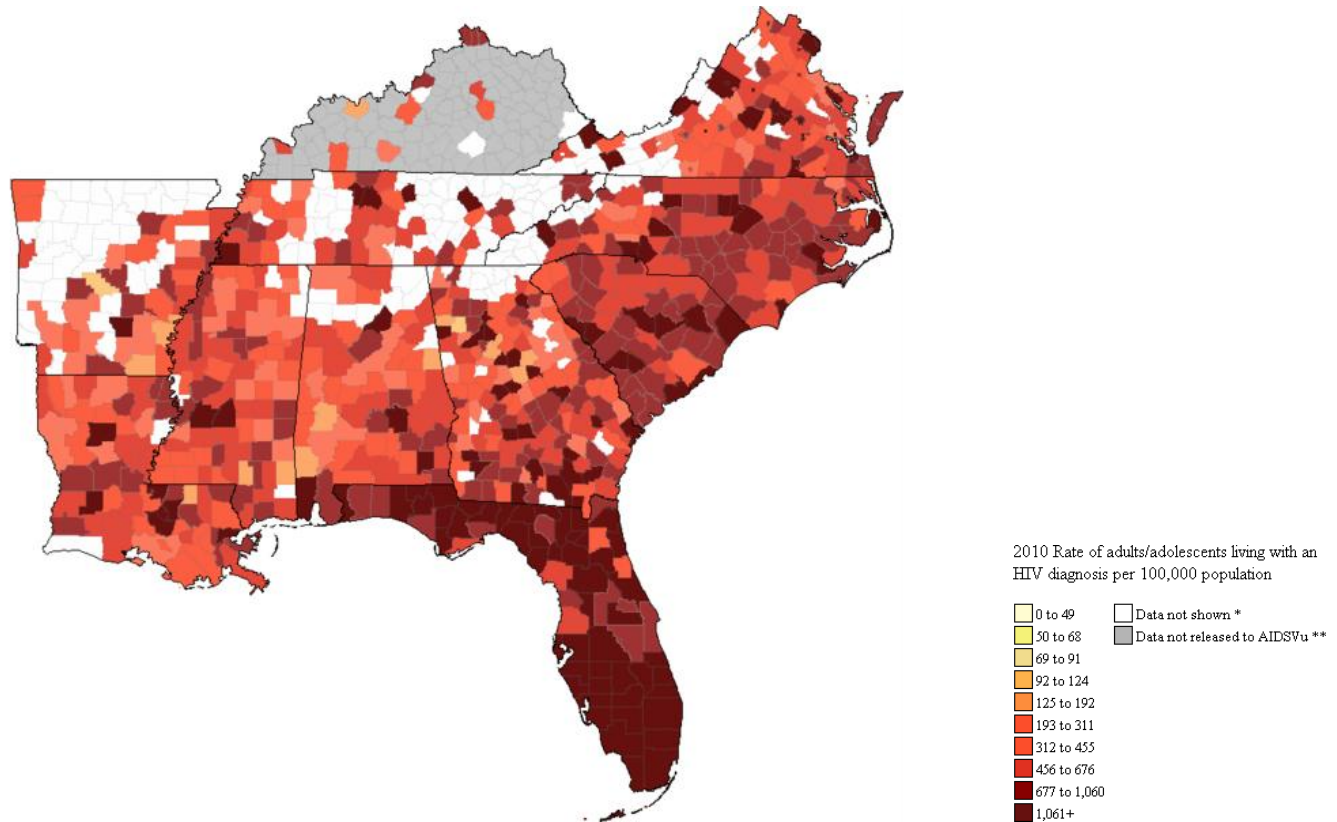 2010 Rate of adults/adolescents living with an
HIV diagnosis per 100,000 population
0 to 49
Data not shown *
50 to 68
Data not released to AIDSVu **
69 to 91
92 to 124
125 to 192
193 to 311
312 to 455
456 to 676
677 to 1,060
1,061+